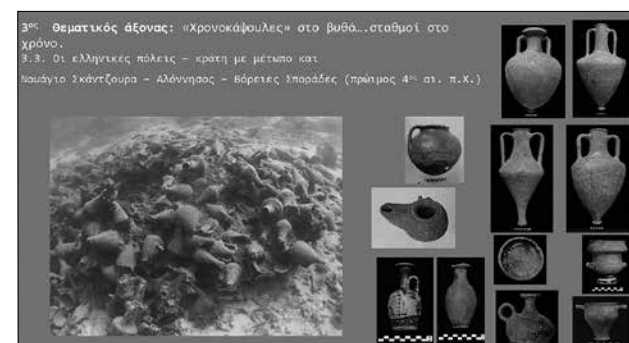 3ος Θεματικός άξονας: «Χρονοκάψουλες» στο βυθό….σταθμοί στο
χρόνο.
3.3. Οι ελληνικές πόλεις – κράτη με μέτωπο και
Ναυάγιο Σκάντζουρα – Αλόννησος – Βόρειες Σποράδες (πρώιμος 4ος αι. π.Χ.)